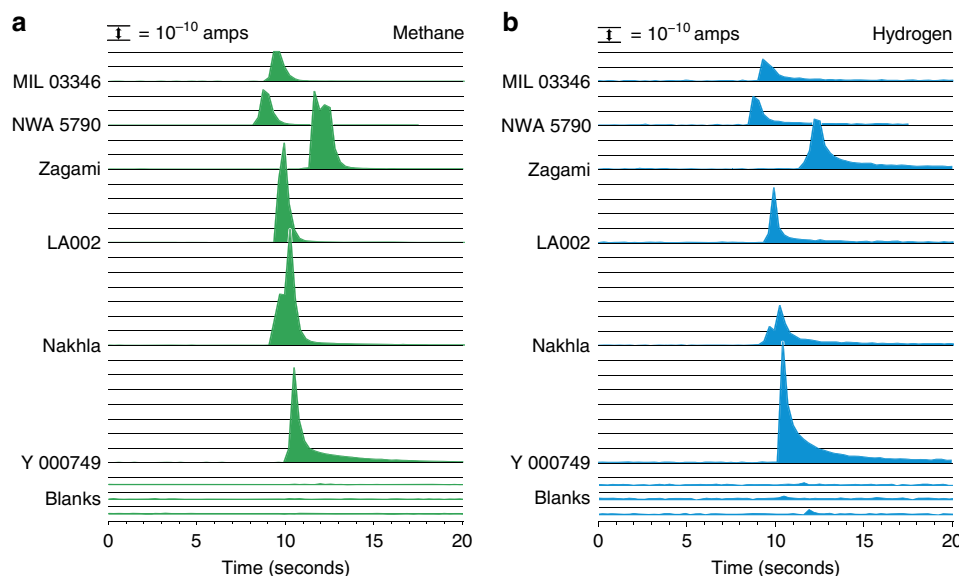 a
= 10⁻¹⁰ amps
Methane
MIL 03346
NWA 5790
Zagami
LA002
Nakhla
Y 000749
Blanks
0 5 10 15 20
Time (seconds)
b
= 10⁻¹⁰ amps
Hydrogen
MIL 03346
NWA 5790
Zagami
LA002
Nakhla
Y 000749
Blanks
0 5 10 15 20
Time (seconds)